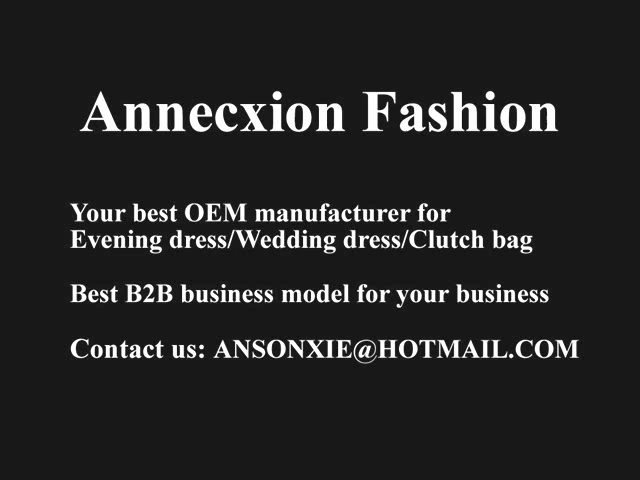 Annecxion Fashion
Your best OEM manufacturer for
Evening dress/Wedding dress/Clutch bag
Best B2B business model for your business
Contact us: ANSONXIE@HOTMAIL.COM